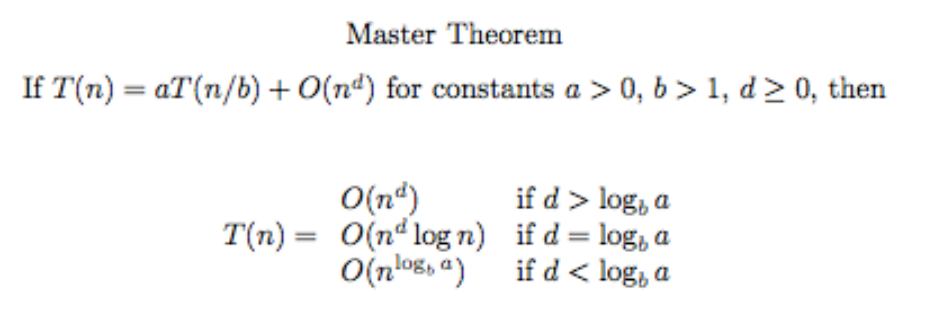 Master Theorem
If T(n) = aT(n/b) + O(n^d) for constants a > 0, b > 1, d ≥ 0, then
O(n^d) if d > log_b a
T(n) = O(n^d log n) if d = log_b a
O(n^{log_b a}) if d < log_b a